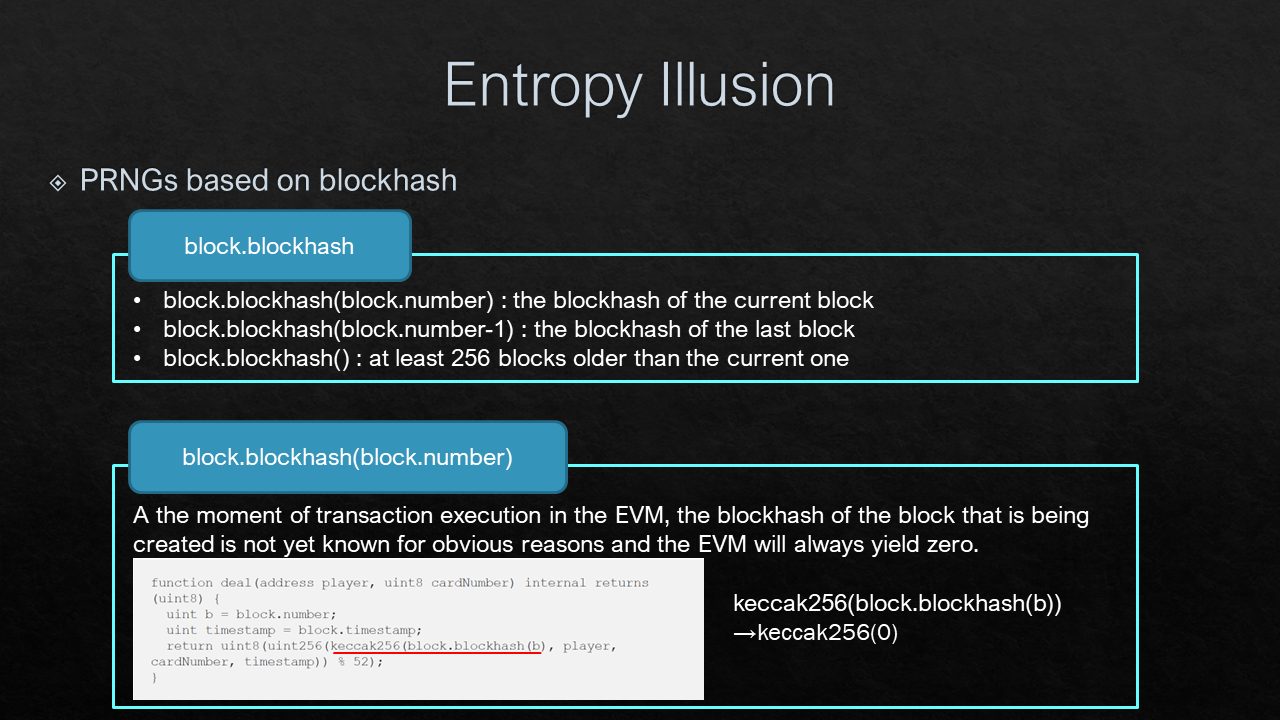 Entropy Illusion
PRNGs based on blockhash
block.blockhash
• block.blockhash(block.number) : the blockhash of the current block
• block.blockhash(block.number-1) : the blockhash of the last block
• block.blockhash() : at least 256 blocks older than the current one
block.blockhash(block.number)
A the moment of transaction execution in the EVM, the blockhash of the block that is being
created is not yet known for obvious reasons and the EVM will always yield zero.
function deal(address player, uint8 cardNumber) internal returns
(uint8) {
uint b = block.number;
uint timestamp = block.timestamp;
return uint8(uint256(keccak256(block.blockhash(b), player,
cardNumber, timestamp)) % 52);
}
keccak256(block.blockhash(b))
→keccak256(0)